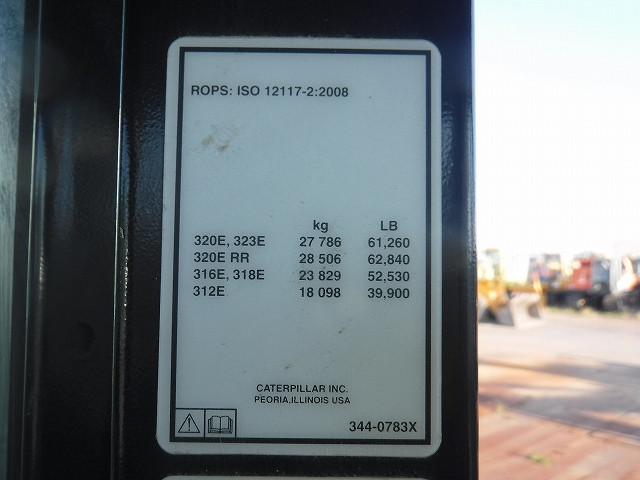 ROPS: ISO 12117-2:2008
kg LB
320E, 323E 27 786 61,260
320E RR 28 506 62,840
316E, 318E 23 829 52,530
312E 18 098 39,900
CATERPILLAR INC.
PEORIA,ILLINOIS USA
344-0783X